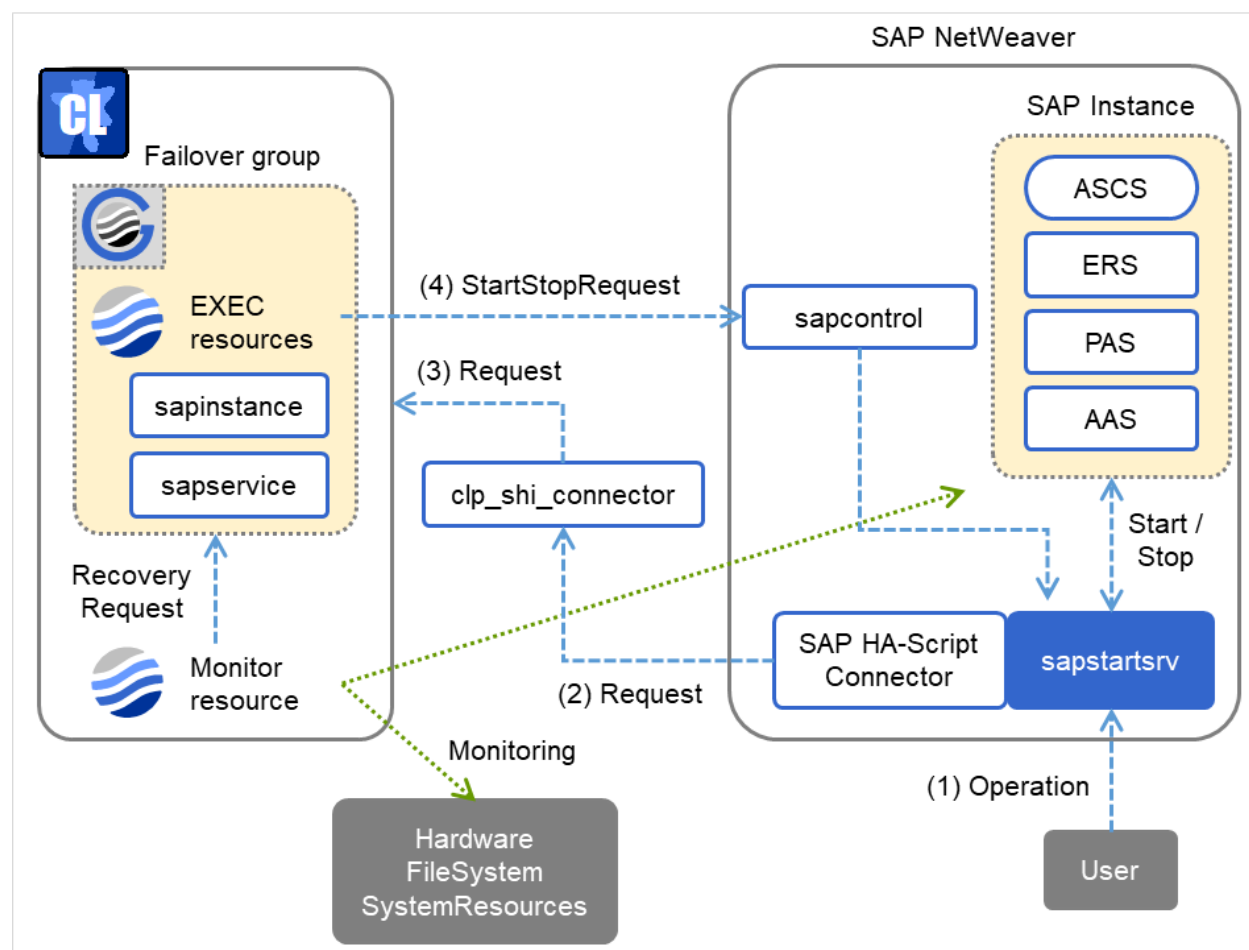 SAP NetWeaver
CL
SAP Instance
Failover group
ASCS
ERS
PAS
AAS
EXEC
resources
(4) StartStopRequest
sapcontrol
(3) Request
sapinstance
sapservice
clp_shi_connector
Start /
Stop
Recovery
Request
Monitor
resource
SAP HA-Script
Connector
sapstartsrv
(2) Request
Monitoring
(1) Operation
Hardware
FileSystem
SystemResources
User